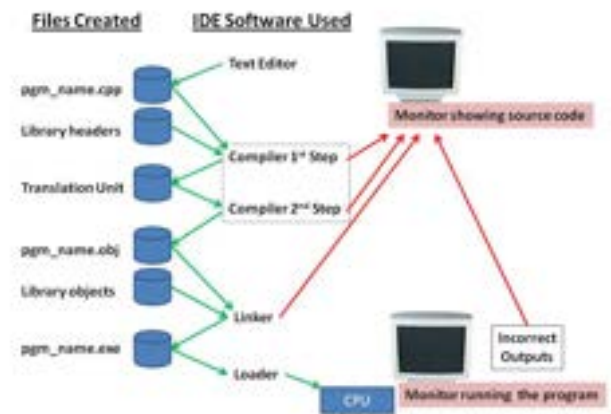 Files Created
IDE Software Used
Text Editor
pgm_name.cpp
Monitor showing source code
Library headers
Compiler 1st Step
Translation Unit
Compiler 2nd Step
pgm_name.obj
Library objects
Linker
Incorrect
Outputs
pgm_name.exe
Loader
CPU
Monitor running the program